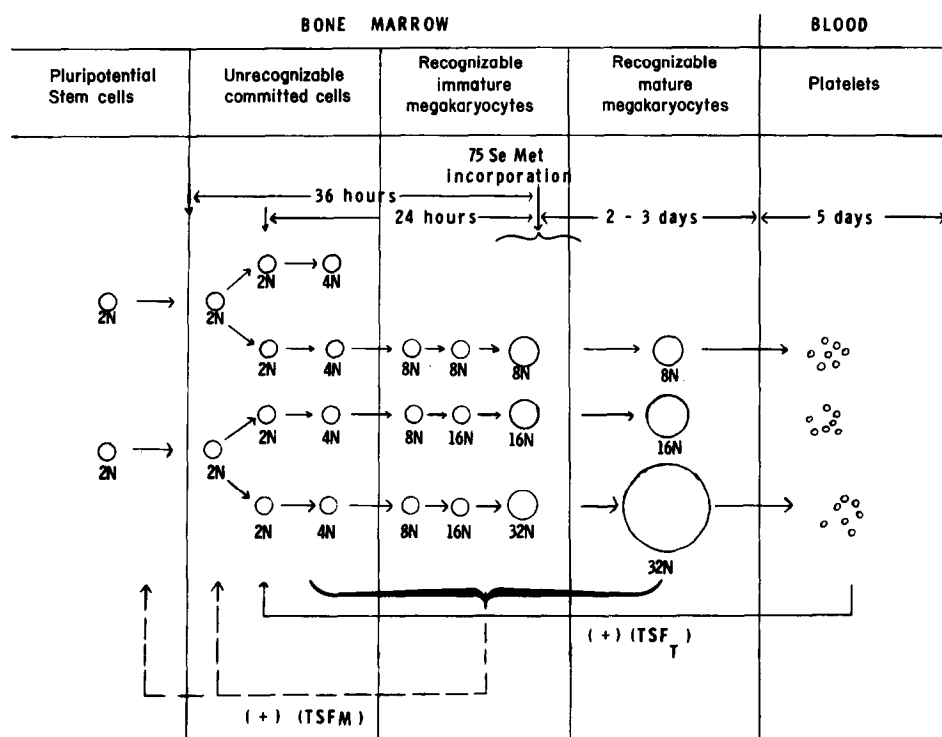 BONE MARROW
BLOOD
Pluripotential
Stem cells
Unrecognizable
committed cells
Recognizable
immature
megakaryocytes
Recognizable
mature
megakaryocytes
Platelets
75 Se Met
incorporation
36 hours
24 hours
2 - 3 days
5 days
2N 4N
2N 2N
2N 4N 8N 8N 8N 8N
2N 4N 8N 16N 16N 16N
2N 2N
2N 4N 8N 16N 32N 32N
(+) (TSF T)
(+) (TSFM)